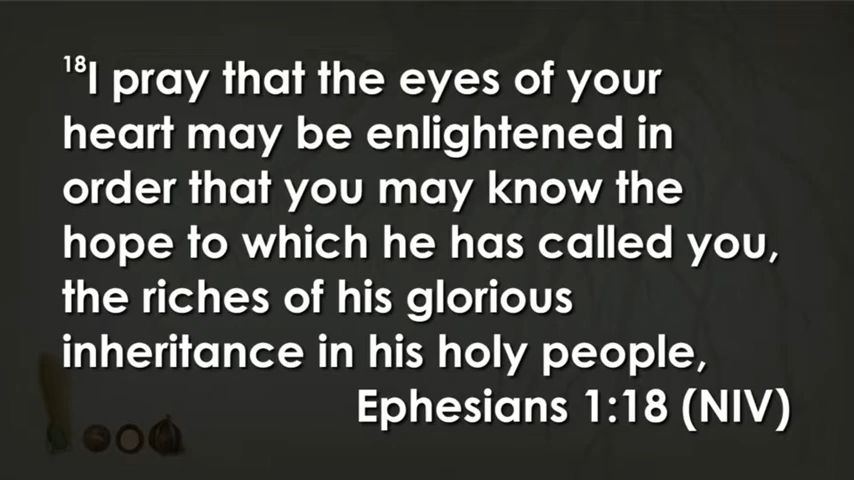 18I pray that the eyes of your
heart may be enlightened in
order that you may know the
hope to which he has called you,
the riches of his glorious
inheritance in his holy people,
Ephesians 1:18 (NIV)